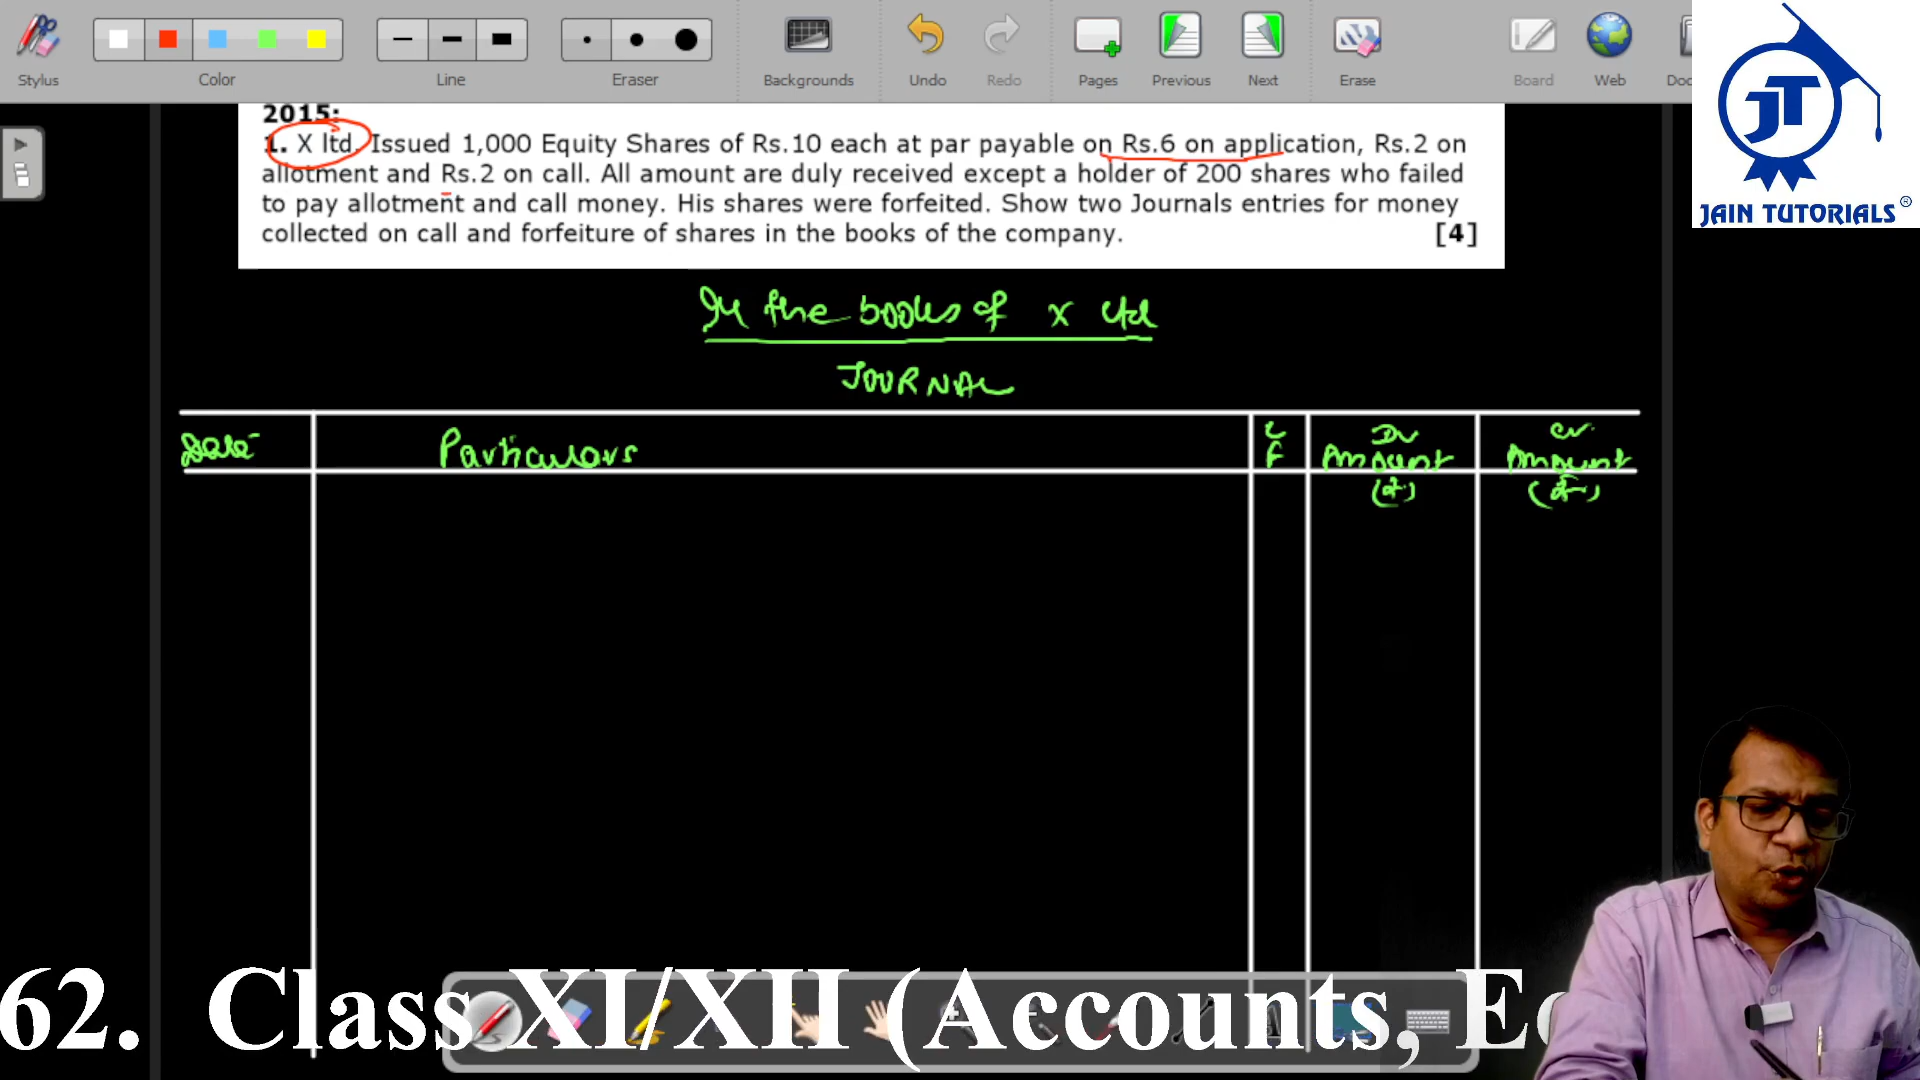 Stylus
Color
Line
Eraser
Backgrounds
Undo
Redo
Pages
Previous
Next
Erase
Board
Web
JT
JAIN TUTORIALS®
2015:
1. X ltd. Issued 1,000 Equity Shares of Rs.10 each at par payable on Rs.6 on application, Rs.2 on
allotment and Rs.2 on call. All amount are duly received except a holder of 200 shares who failed
to pay allotment and call money. His shares were forfeited. Show two Journals entries for money
collected on call and forfeiture of shares in the books of the company. [4]
In the books of X Ltd
JOURNAL
Date Particulars L F Dr Amount (₹) Cr Amount (₹)
62. Class XI/XII (Accounts,